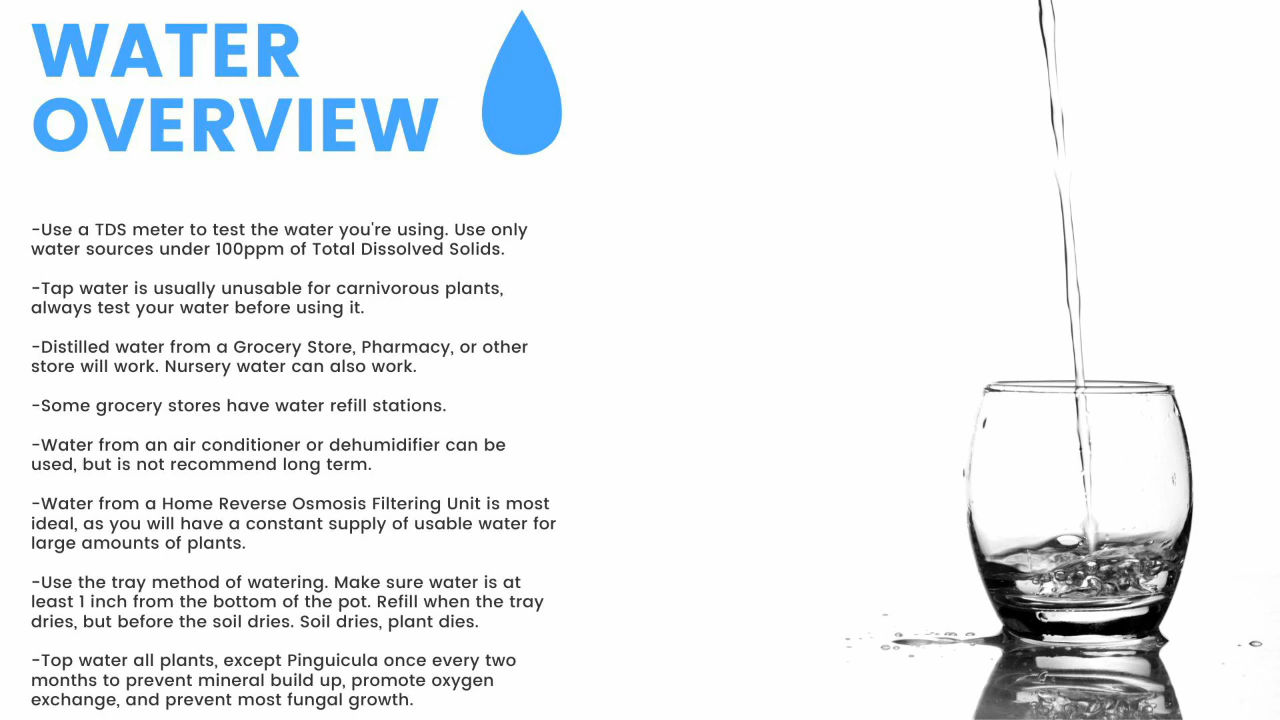 WATER
OVERVIEW
-Use a TDS meter to test the water you're using. Use only
water sources under 100ppm of Total Dissolved Solids.
-Tap water is usually unusable for carnivorous plants,
always test your water before using it.
-Distilled water from a Grocery Store, Pharmacy, or other
store will work. Nursery water can also work.
-Some grocery stores have water refill stations.
-Water from an air conditioner or dehumidifier can be
used, but is not recommend long term.
-Water from a Home Reverse Osmosis Filtering Unit is most
ideal, as you will have a constant supply of usable water for
large amounts of plants.
-Use the tray method of watering. Make sure water is at
least 1 inch from the bottom of the pot. Refill when the tray
dries, but before the soil dries. Soil dries, plant dies.
-Top water all plants, except Pinguicula once every two
months to prevent mineral build up, promote oxygen
exchange, and prevent most fungal growth.